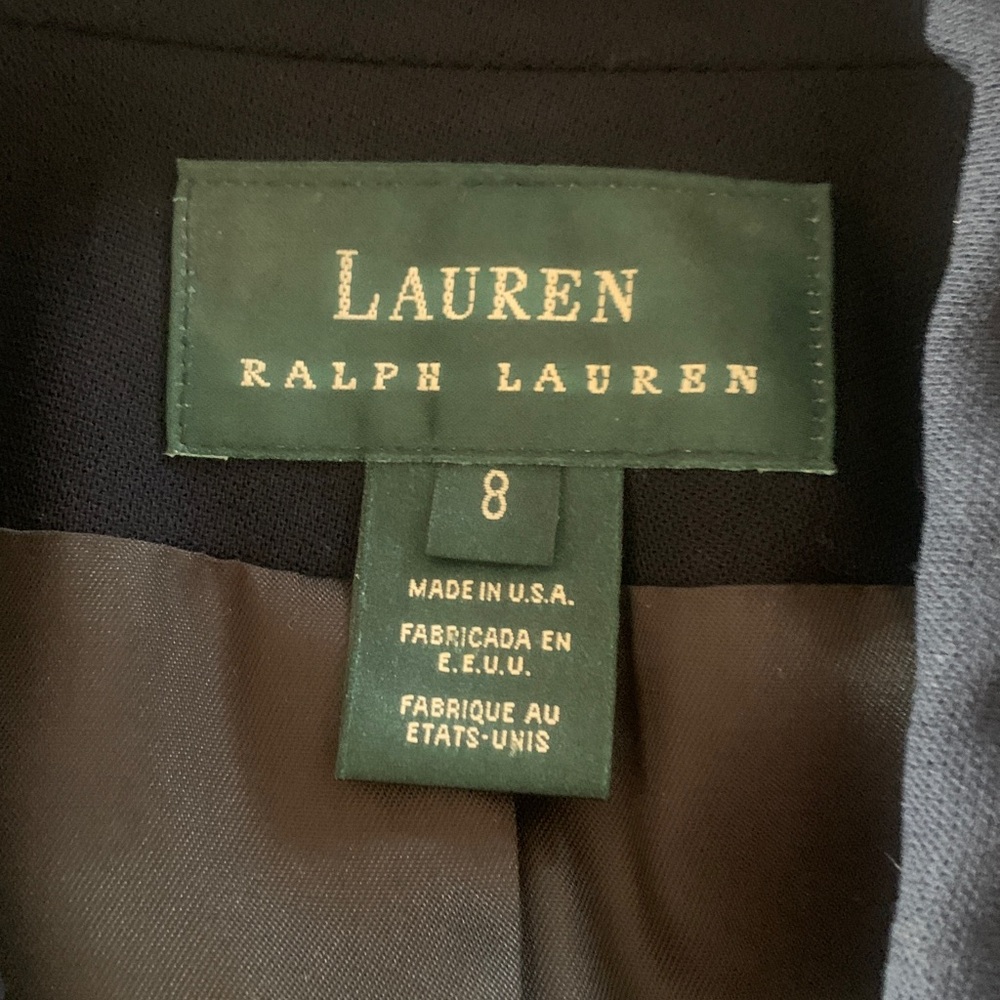 LAUREN
RALPH LAUREN
8
MADE IN U.S.A.
FABRICADA EN
E.E.U.U.
FABRIQUE AU
ETATS-UNIS